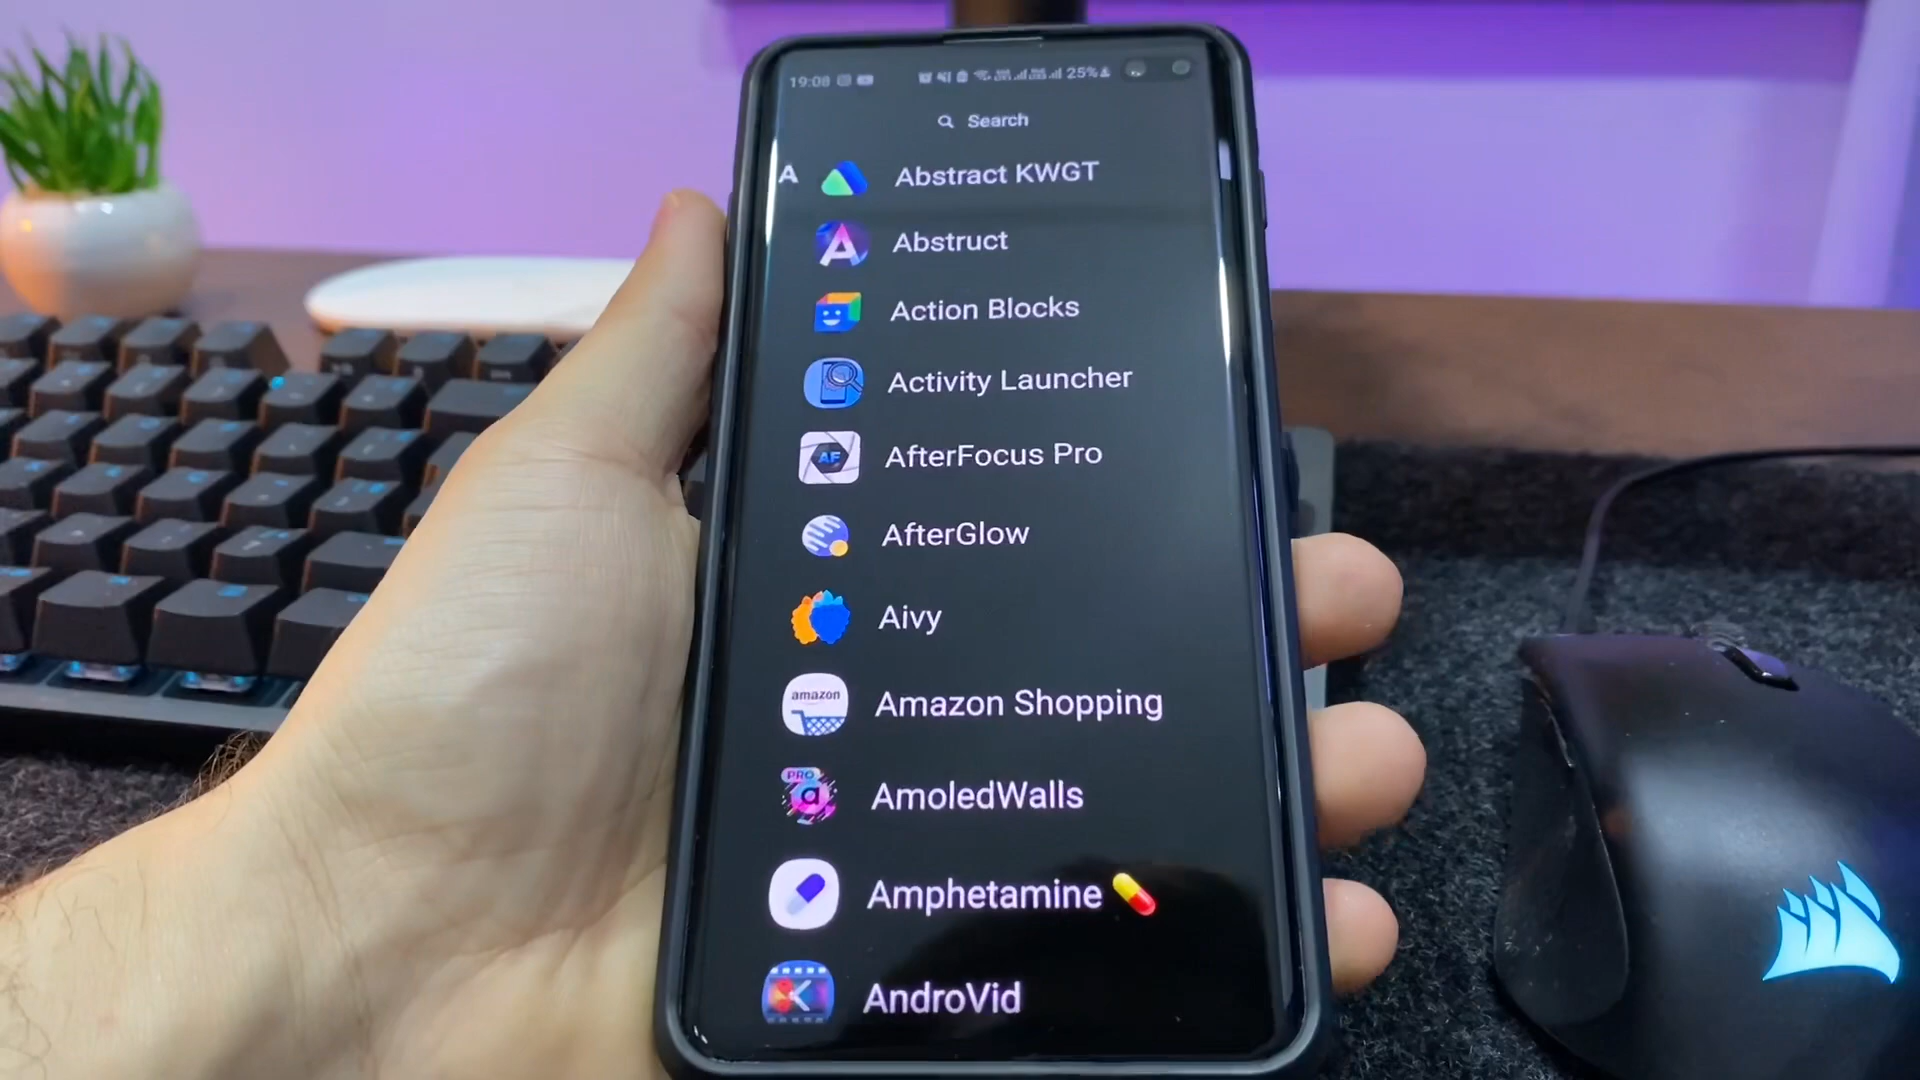 19:08 25%
Search
A Abstract KWGT
Abstruct
Action Blocks
Activity Launcher
AF AfterFocus Pro
AfterGlow
Aivy
amazon Amazon Shopping
PRO a AmoledWalls
Amphetamine
AndroVid